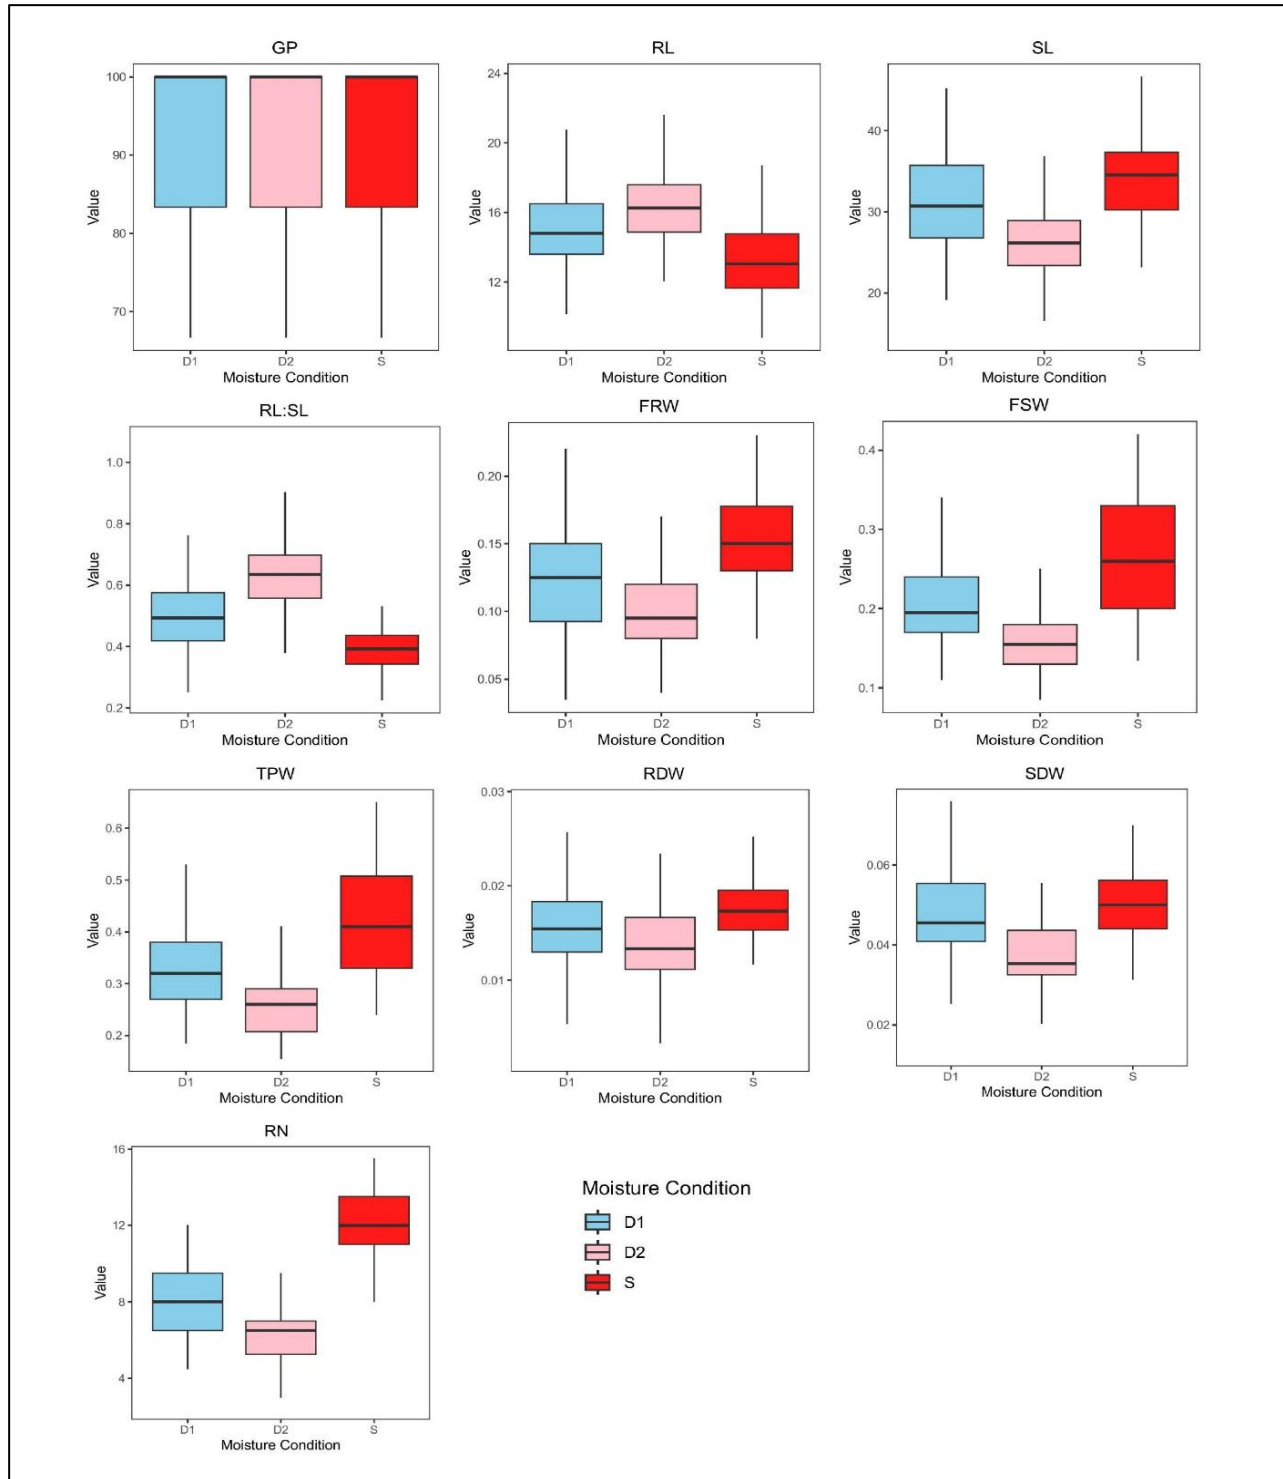 GP
RL
SL
100
90
80
70
Value
D1
D2
S
Moisture Condition
24
20
16
12
Value
D1
D2
S
Moisture Condition
40
30
20
Value
D1
D2
S
Moisture Condition
RL:SL
FRW
FSW
1.0
0.8
0.6
0.4
0.2
Value
D1
D2
S
Moisture Condition
0.20
0.15
0.10
0.05
Value
D1
D2
S
Moisture Condition
0.4
0.3
0.2
0.1
Value
D1
D2
S
Moisture Condition
TPW
RDW
SDW
0.6
0.5
0.4
0.3
0.2
Value
D1
D2
S
Moisture Condition
0.03
0.02
0.01
Value
D1
D2
S
Moisture Condition
0.06
0.04
0.02
Value
D1
D2
S
Moisture Condition
RN
16
12
8
4
Value
D1
D2
S
Moisture Condition
Moisture Condition
D1
D2
S